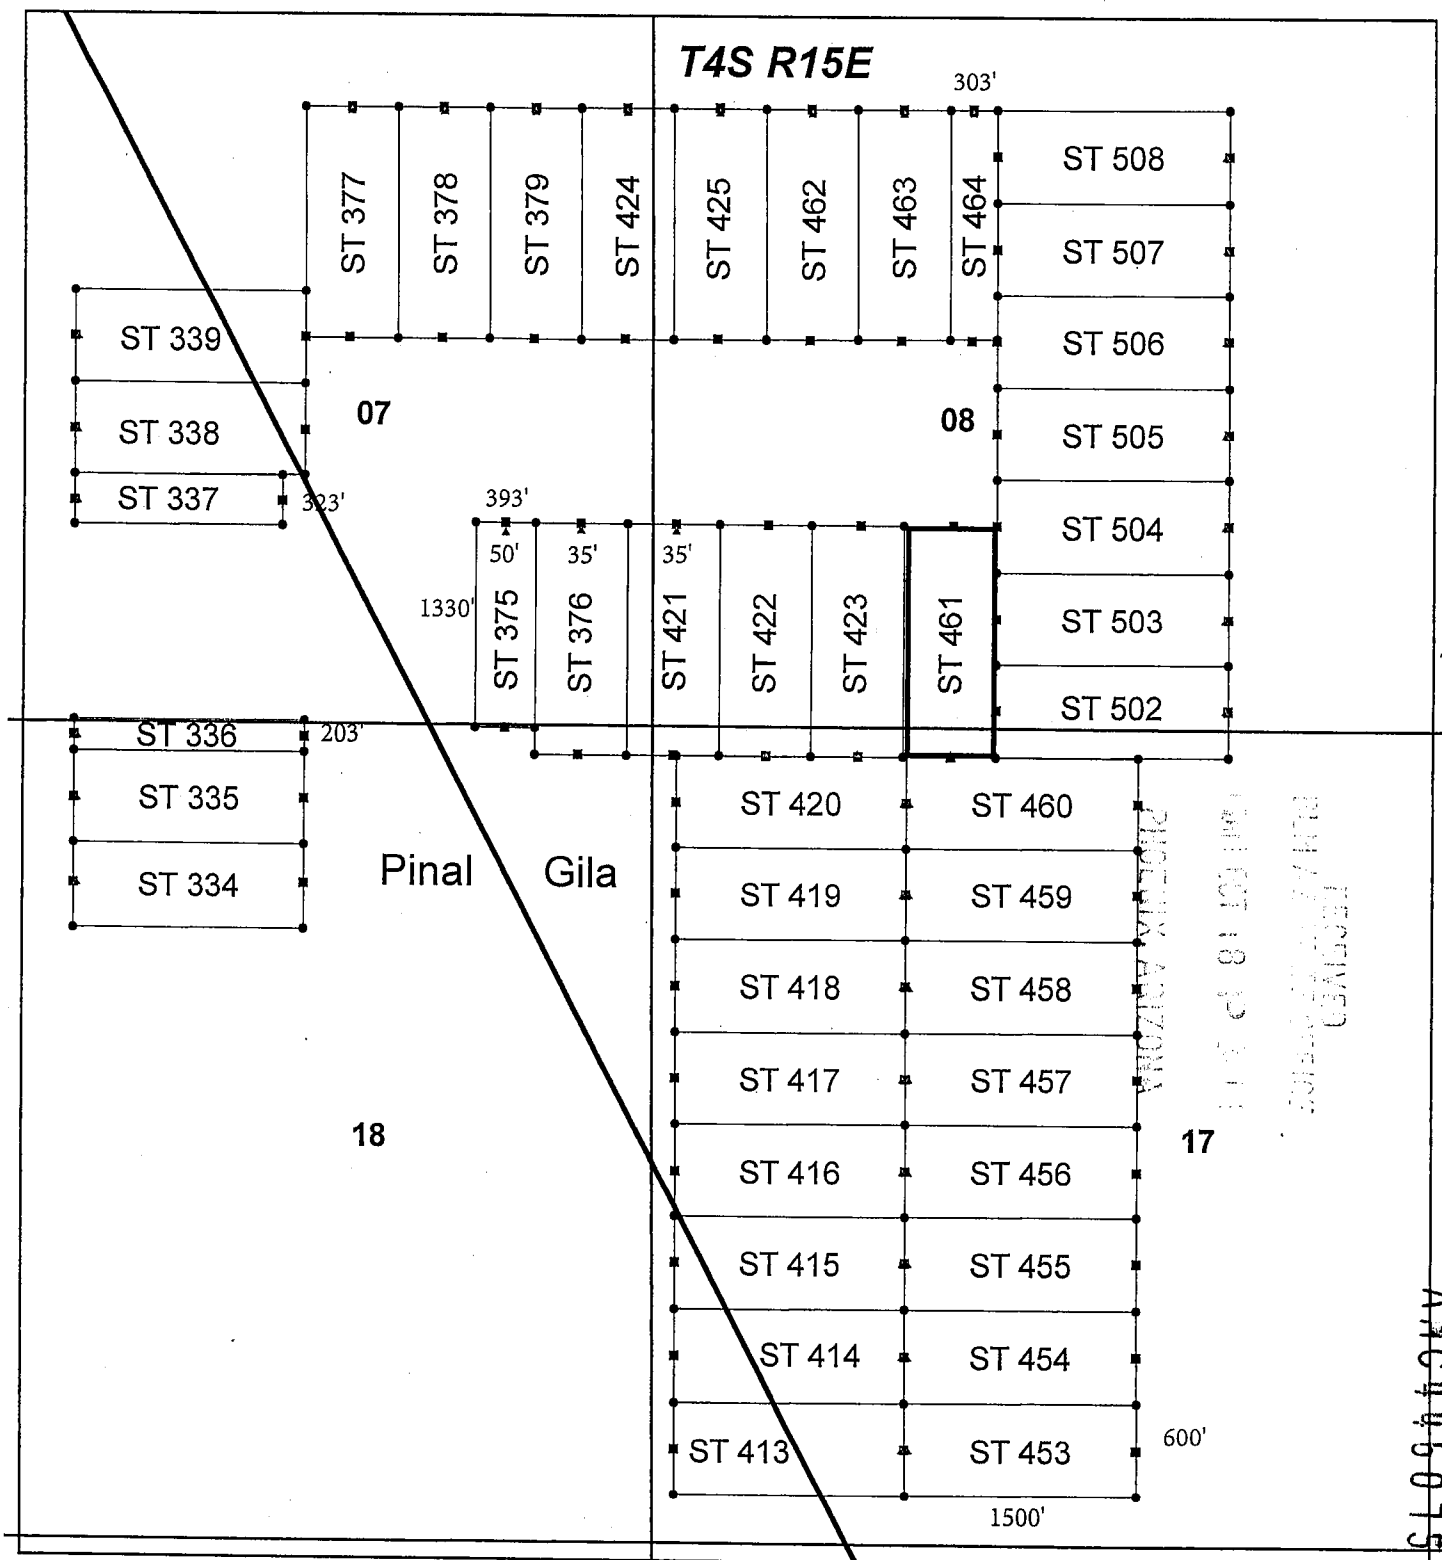 T4S R15E
303'
ST 377
ST 378
ST 379
ST 424
ST 425
ST 462
ST 463
ST 464
ST 508
ST 507
ST 506
ST 505
ST 504
ST 503
ST 502
ST 339
ST 338
ST 337
323'
07
08
393'
50'
35'
35'
1330'
ST 375
ST 376
ST 421
ST 422
ST 423
ST 461
ST 336
203'
ST 335
ST 334
Pinal
Gila
ST 420
ST 460
ST 419
ST 459
ST 418
ST 458
ST 417
ST 457
ST 416
ST 456
ST 415
ST 455
ST 414
ST 454
ST 413
ST 453
18
17
600'
1500'
RECEIVED
PHOENIX, ARIZONA